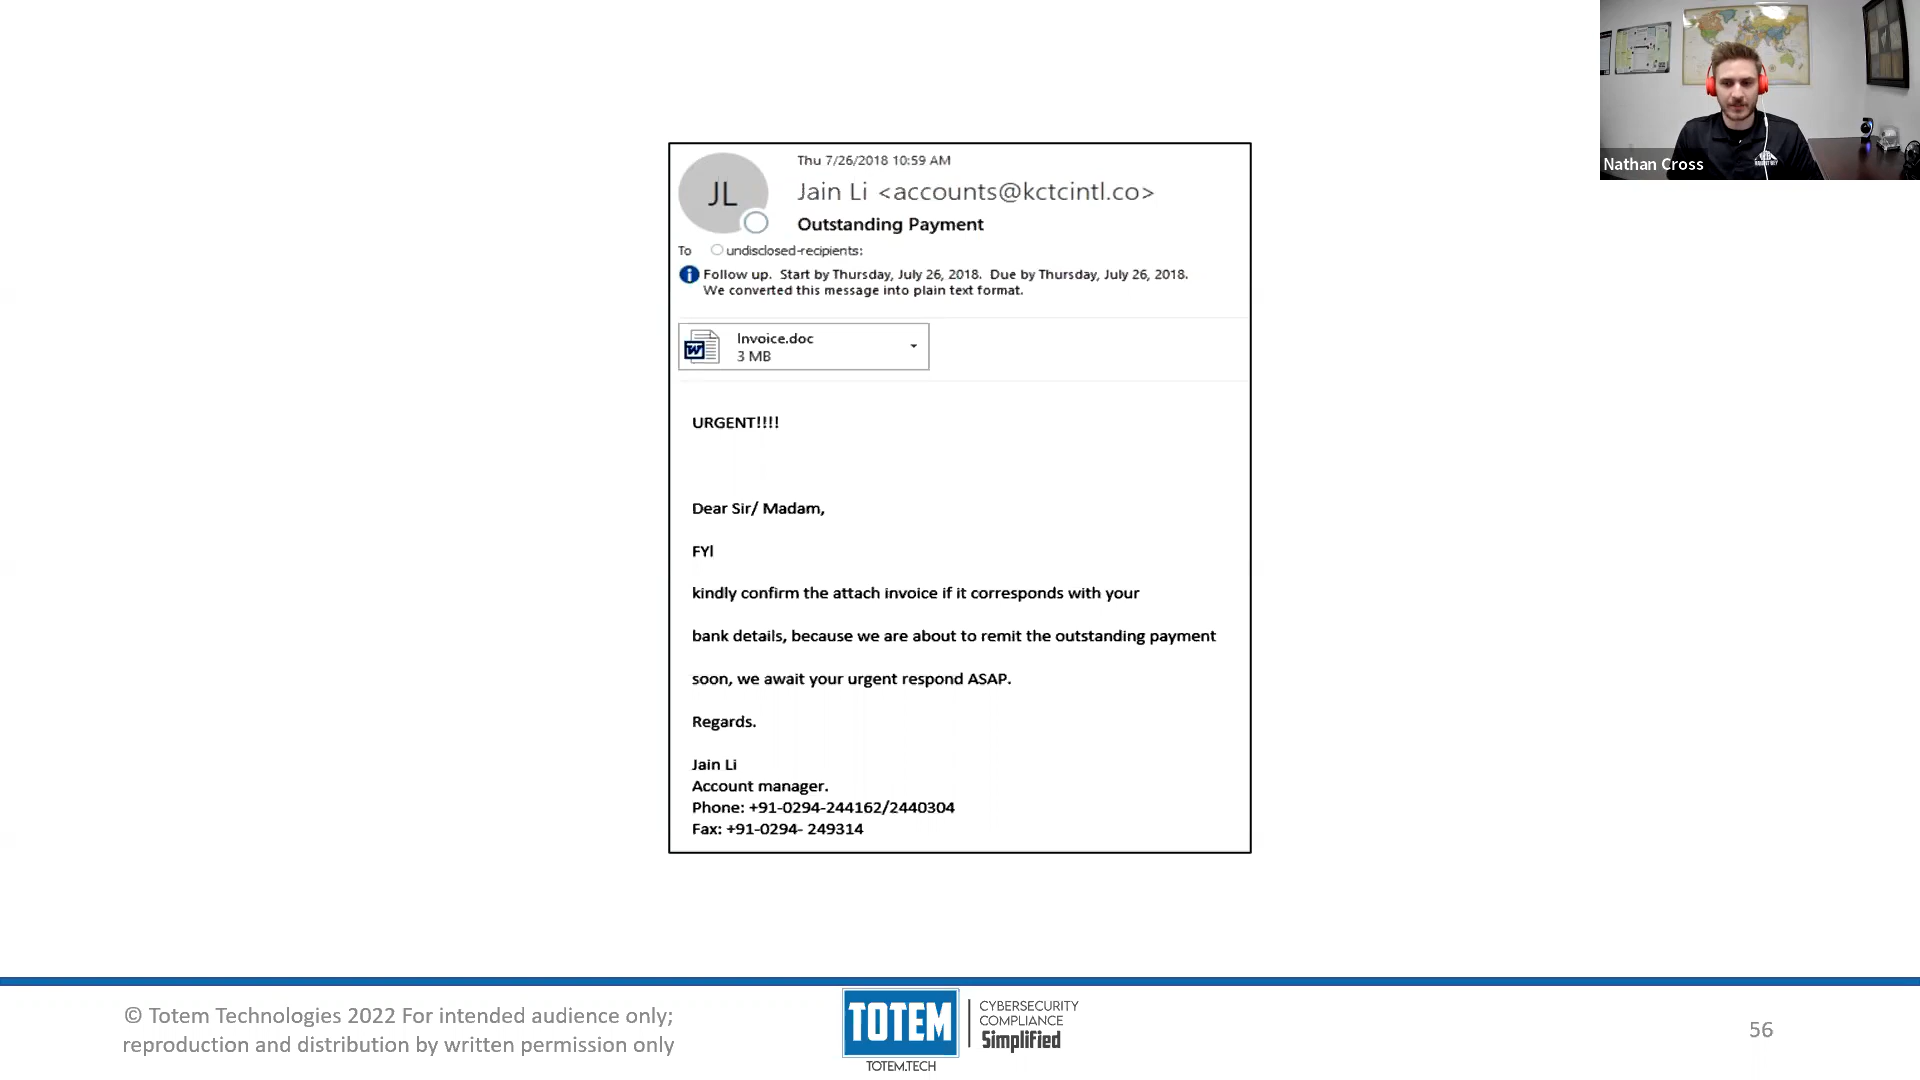 Nathan Cross
JL
Thu 7/26/2018 10:59 AM
Jain Li <accounts@kctcintl.co>
Outstanding Payment
To undisclosed-recipients:
Follow up. Start by Thursday, July 26, 2018. Due by Thursday, July 26, 2018.
We converted this message into plain text format.
Invoice.doc
3 MB
URGENT!!!!
Dear Sir/ Madam,
FYl
kindly confirm the attach invoice if it corresponds with your
bank details, because we are about to remit the outstanding payment
soon, we await your urgent respond ASAP.
Regards.
Jain Li
Account manager.
Phone: +91-0294-244162/2440304
Fax: +91-0294- 249314
© Totem Technologies 2022 For intended audience only;
reproduction and distribution by written permission only
TOTEM
TOTEM.TECH
CYBERSECURITY
COMPLIANCE
Simplified
56